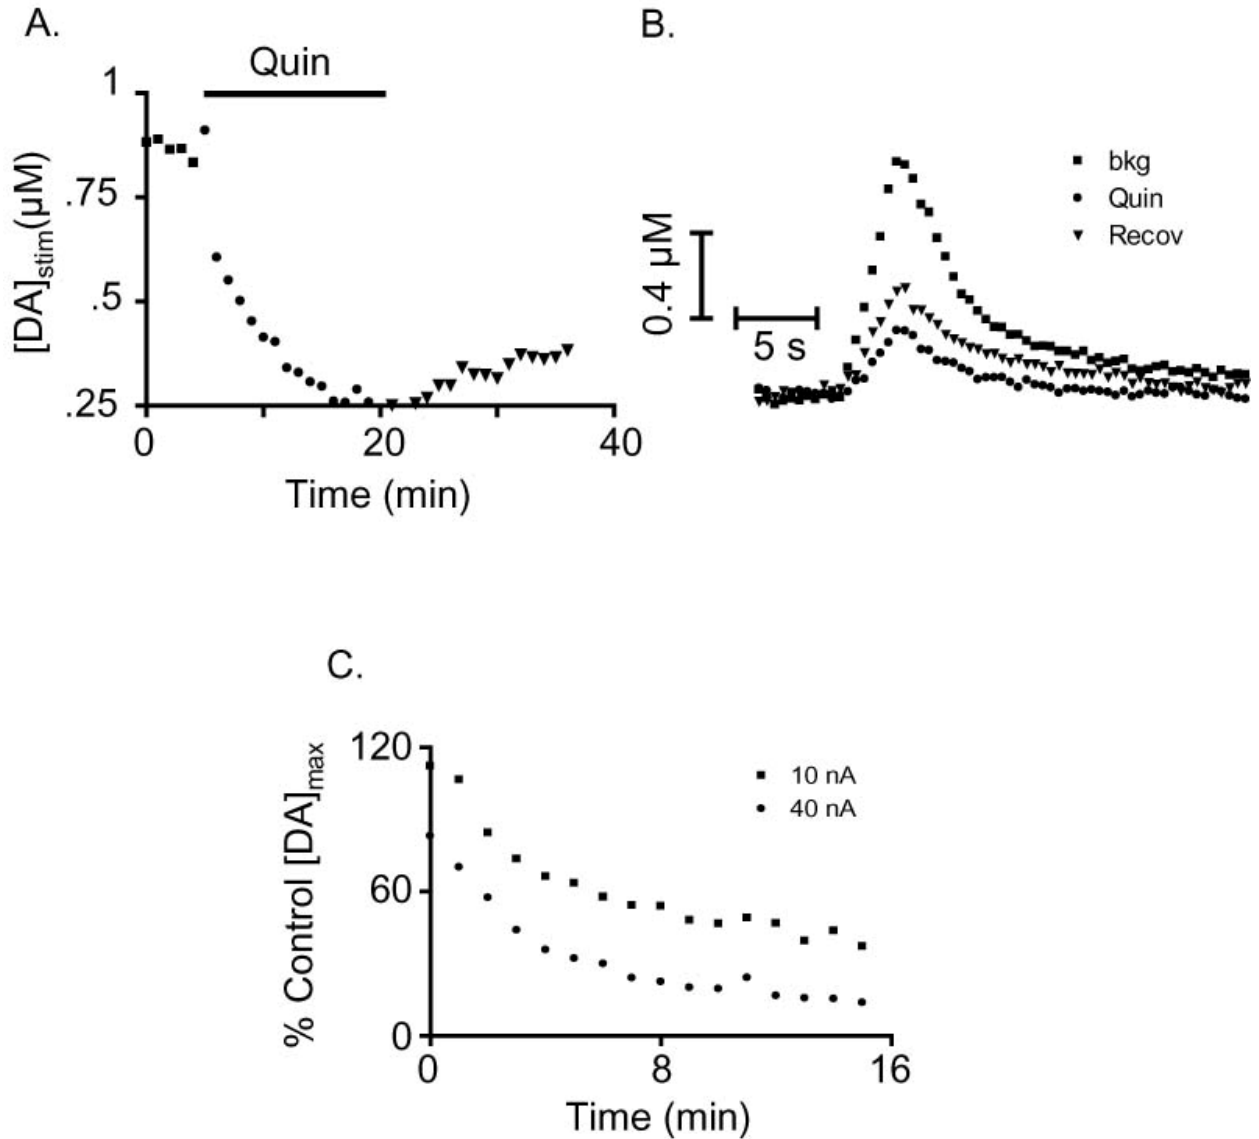 A.
Quin
1
.75
.5
.25
[DA]stim(µM)
0
20
40
Time (min)
B.
bkg
Quin
Recov
0.4 µM
5 s
C.
120
60
0
% Control [DA]max
10 nA
40 nA
0
8
16
Time (min)